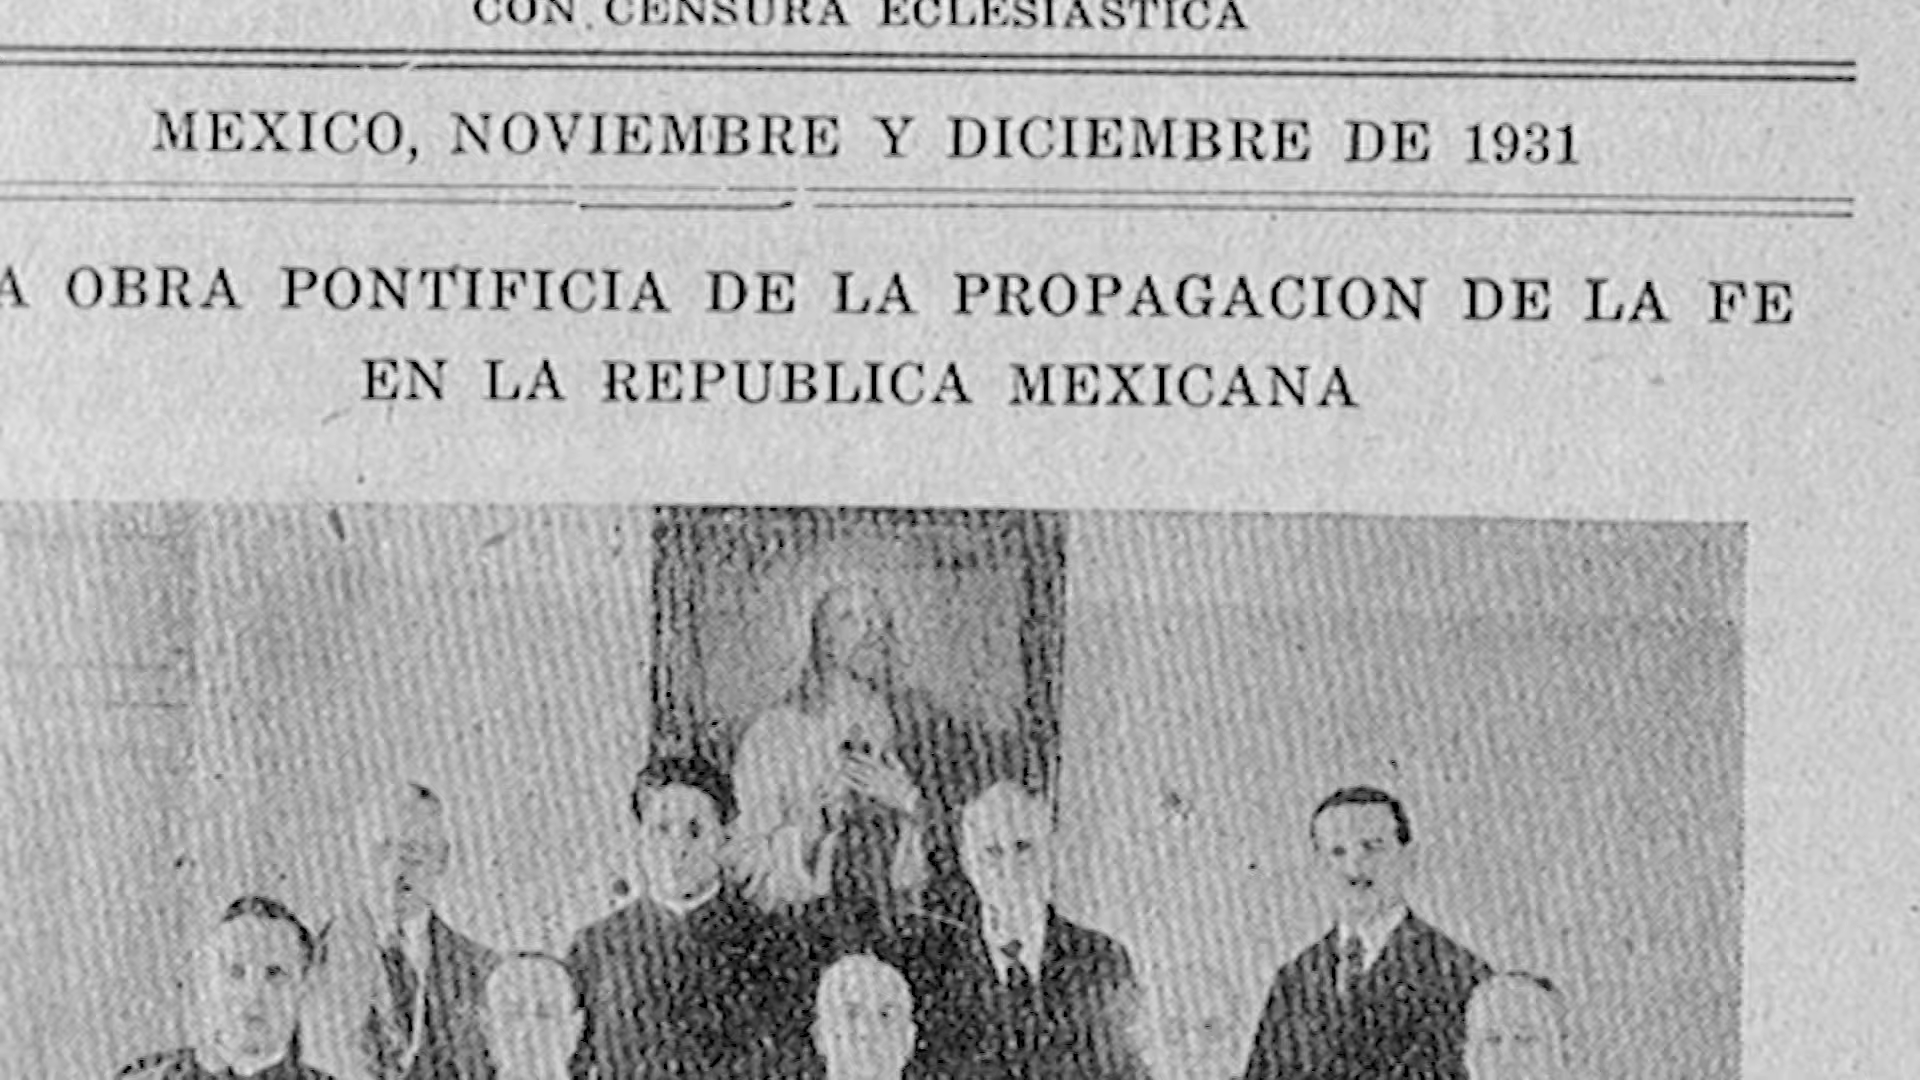 CON CENSURA ECLESIASTICA
MEXICO, NOVIEMBRE Y DICIEMBRE DE 1931
A OBRA PONTIFICIA DE LA PROPAGACION DE LA FE
EN LA REPUBLICA MEXICANA